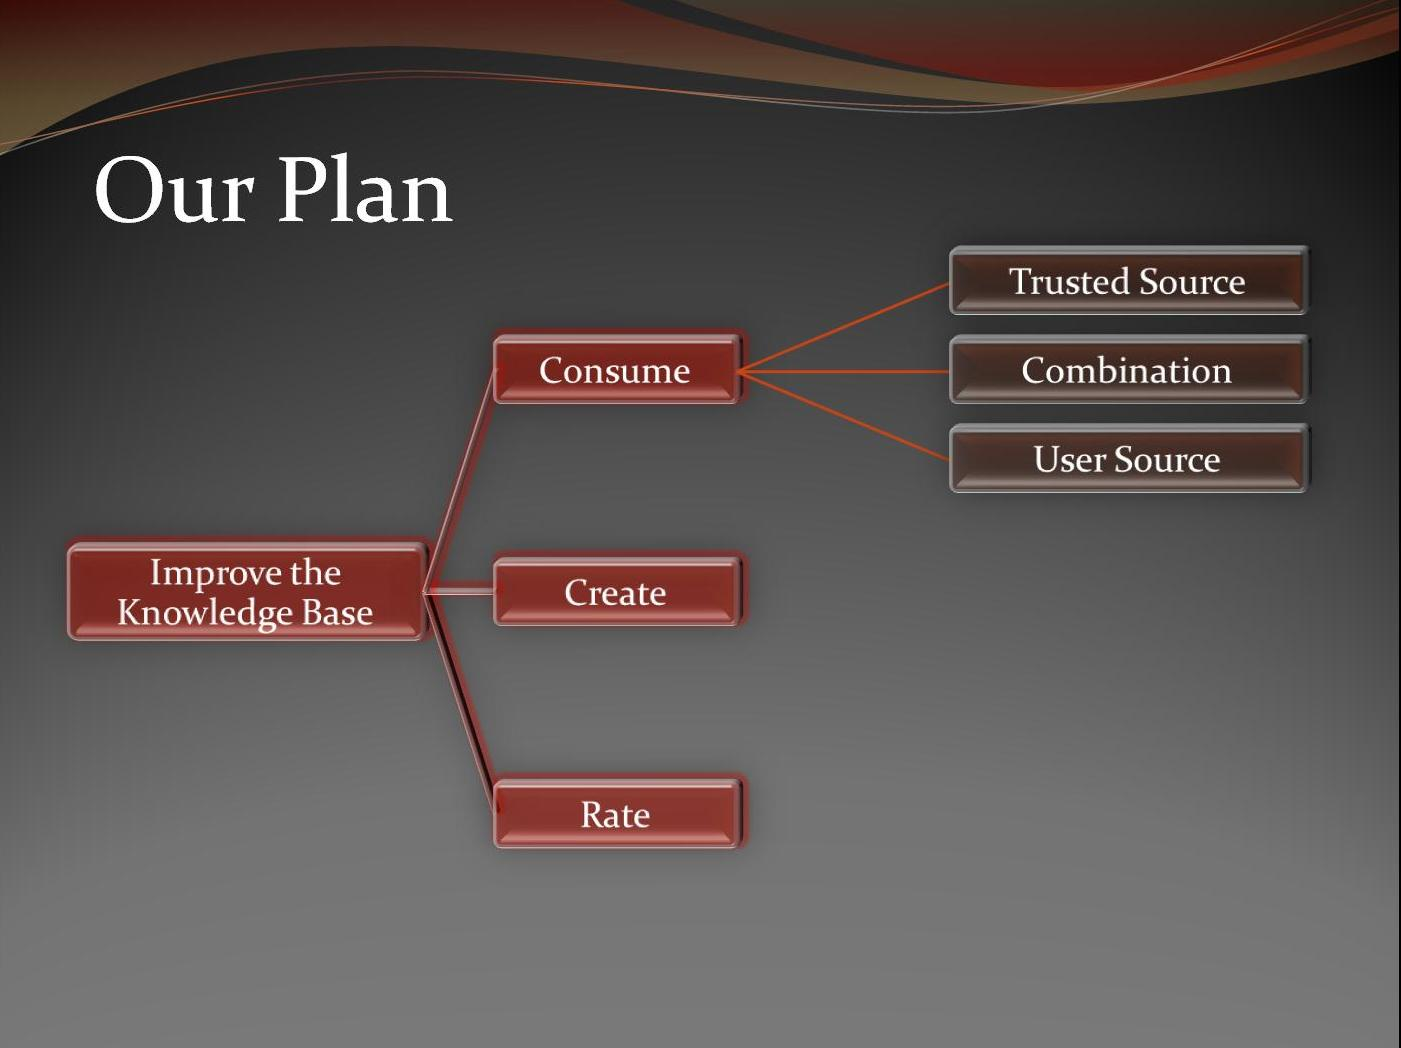 Our Plan
Trusted Source
Consume
Combination
User Source
Improve the
Knowledge Base
Create
Rate